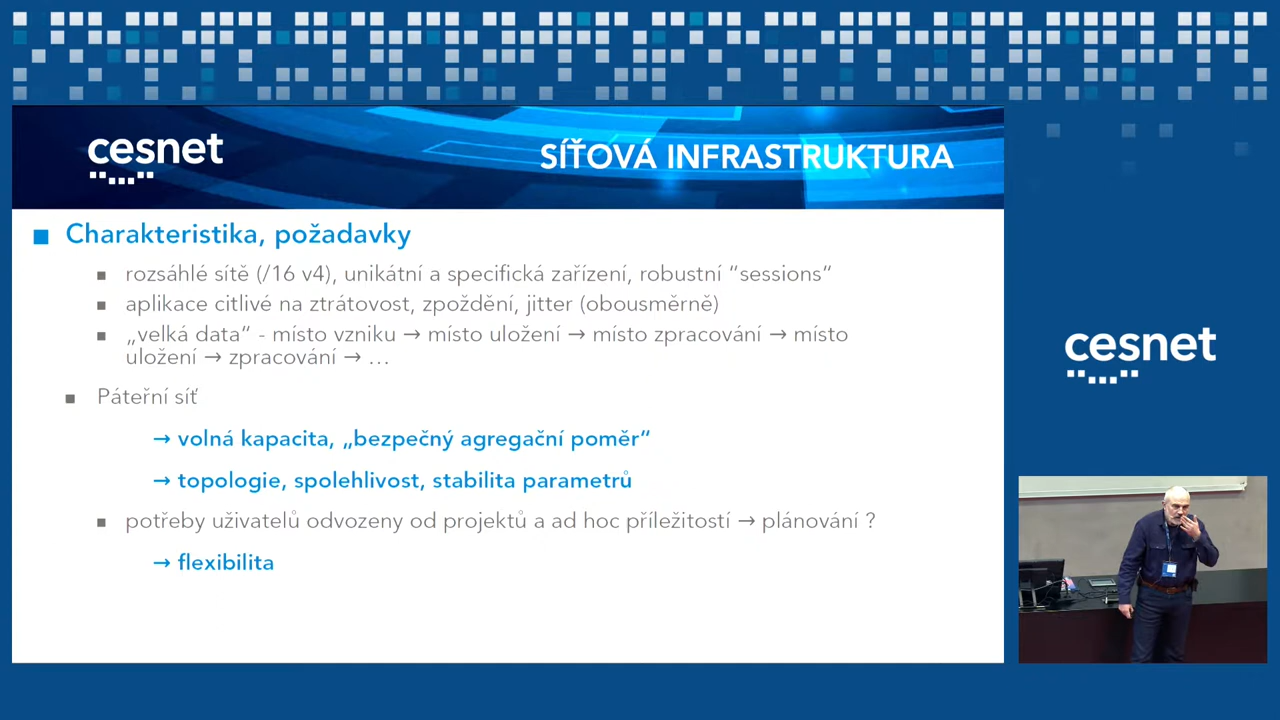 cesnet
SÍŤOVÁ INFRASTRUKTURA
Charakteristika, požadavky
rozsáhlé sítě (/16 v4), unikátní a specifická zařízení, robustní “sessions“
aplikace citlivé na ztrátovost, zpoždění, jitter (obousměrně)
„velká data“ - místo vzniku → místo uložení → místo zpracování → místo
uložení → zpracování → …
Páteřní síť
→ volná kapacita, „bezpečný agregační poměr“
→ topologie, spolehlivost, stabilita parametrů
potřeby uživatelů odvozeny od projektů a ad hoc příležitostí → plánování ?
→ flexibilita
cesnet